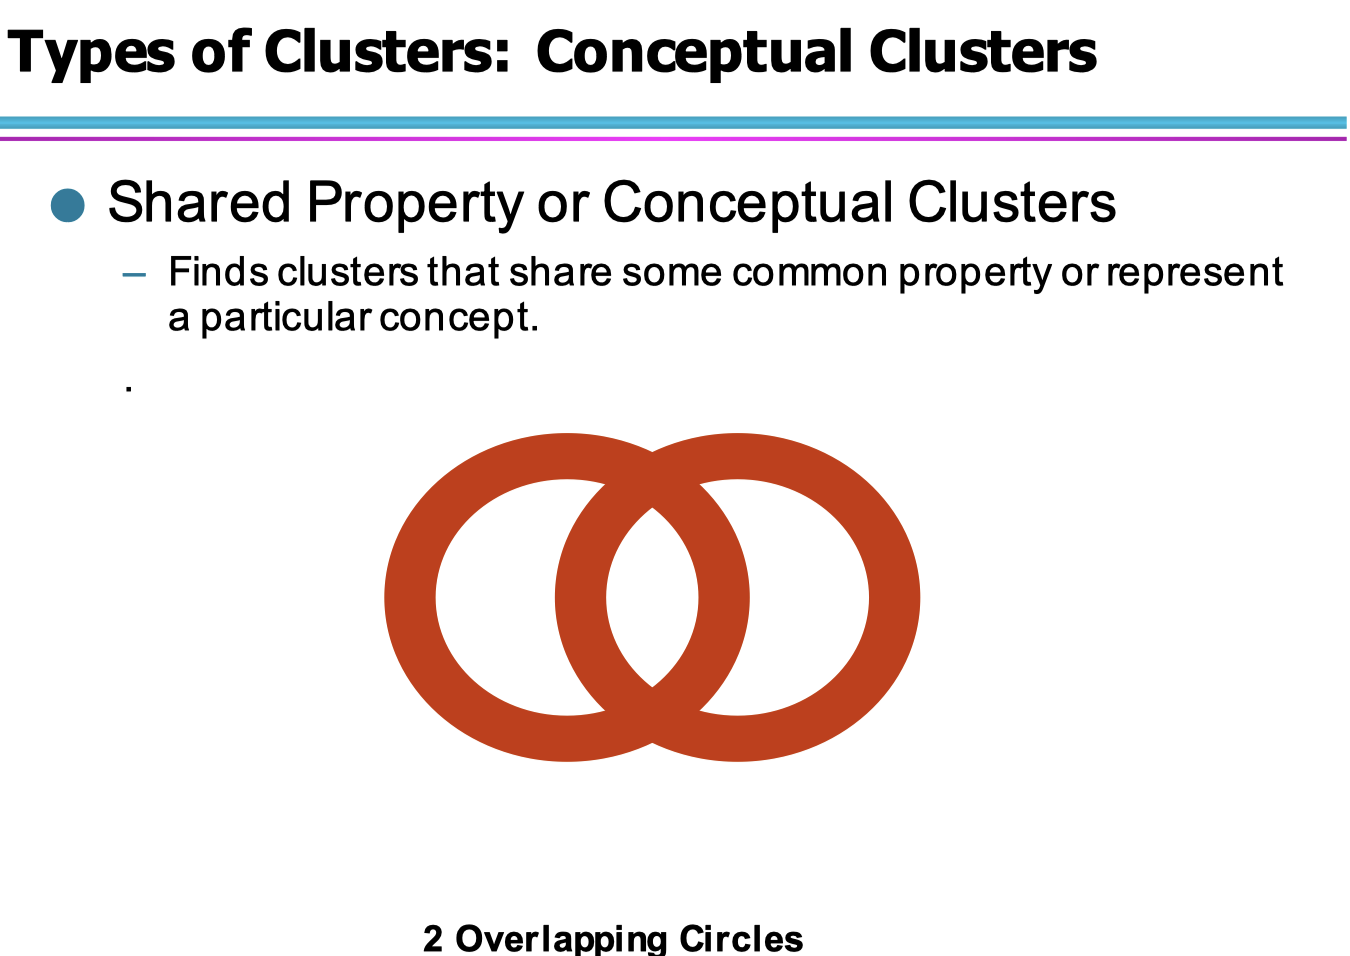 Types of Clusters: Conceptual Clusters
Shared Property or Conceptual Clusters
– Finds clusters that share some common property or represent
a particular concept.
.
2 Overlapping Circles